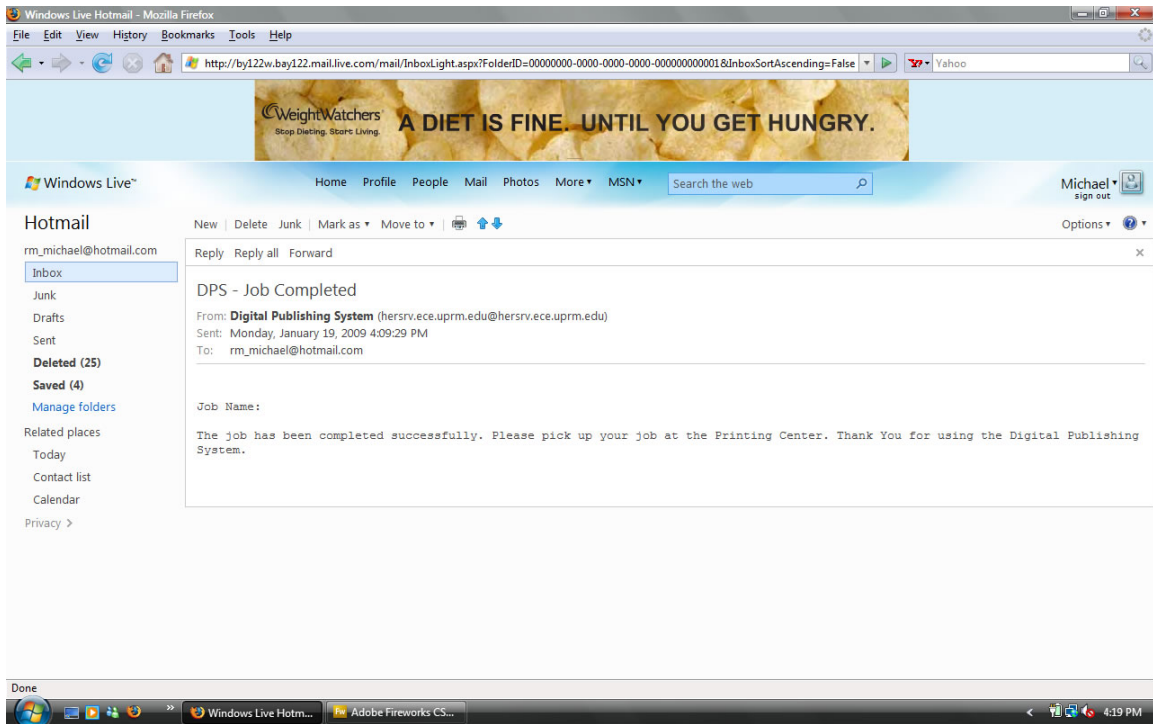 Windows Live Hotmail - Mozilla Firefox
File Edit View History Bookmarks Tools Help
http://by122w.bay122.mail.live.com/mail/InboxLight.aspx?FolderID=00000000-0000-0000-0000-000000000001&InboxSortAscending=False Yahoo
WeightWatchers
Stop Dieting. Start Living.
A DIET IS FINE. UNTIL YOU GET HUNGRY.
Windows Live™ Home Profile People Mail Photos More MSN Search the web Michael
sign out
Hotmail New | Delete Junk | Mark as Move to | Options
rm_michael@hotmail.com Reply Reply all Forward
Inbox
Junk
Drafts
Sent
Deleted (25)
Saved (4)
Manage folders
Related places
Today
Contact list
Calendar
Privacy >
DPS - Job Completed
From: Digital Publishing System (hersrv.ece.uprm.edu@hersrv.ece.uprm.edu)
Sent: Monday, January 19, 2009 4:09:29 PM
To: rm_michael@hotmail.com
Job Name:
The job has been completed successfully. Please pick up your job at the Printing Center. Thank You for using the Digital Publishing
System.
Done
Windows Live Hotm... Fw Adobe Fireworks CS... 4:19 PM